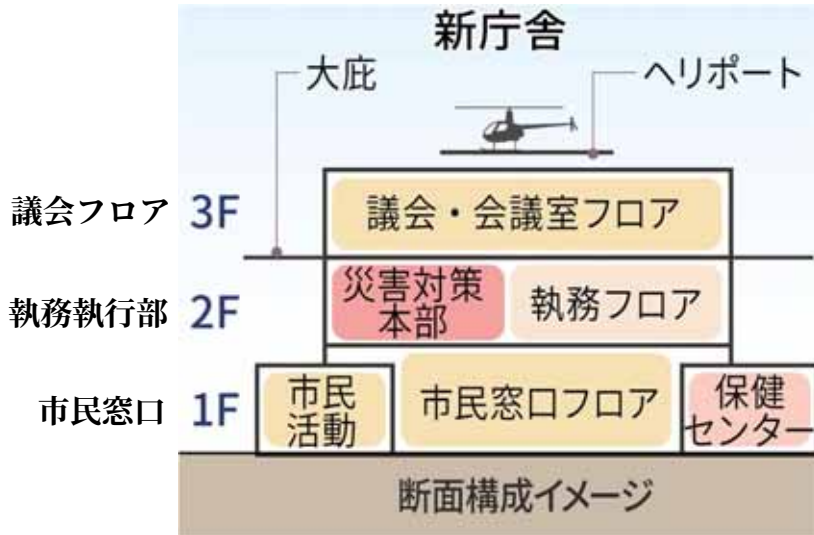 新庁舎
大庇
ヘリポート
議会フロア 3F 議会・会議室フロア
執務執行部 2F
災害対策
本部
執務フロア
市民窓口 1F
市民
活動
市民窓口フロア
保健
センター
断面構成イメージ